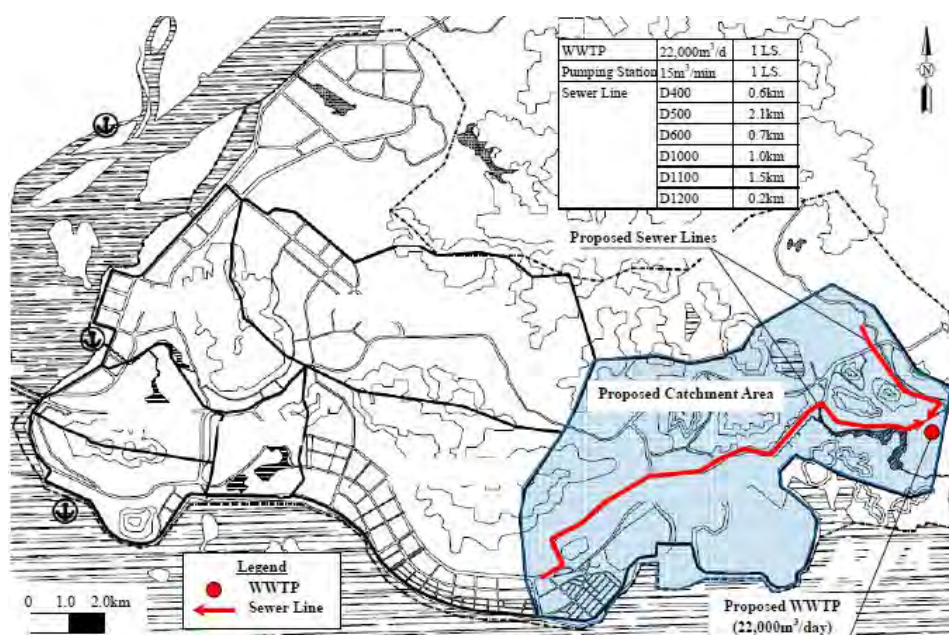 WWTP 22,000m³/d 1 LS.
Pumping Station 15m³/min 1 LS.
Sewer Line D400 0.6km
D500 2.1km
D600 0.7km
D1000 1.0km
D1100 1.5km
D1200 0.2km
N
Proposed Sewer Lines
Proposed Catchment Area
Legend
WWTP
Sewer Line
0 1.0 2.0km
Proposed WWTP
(22,000m³/day)